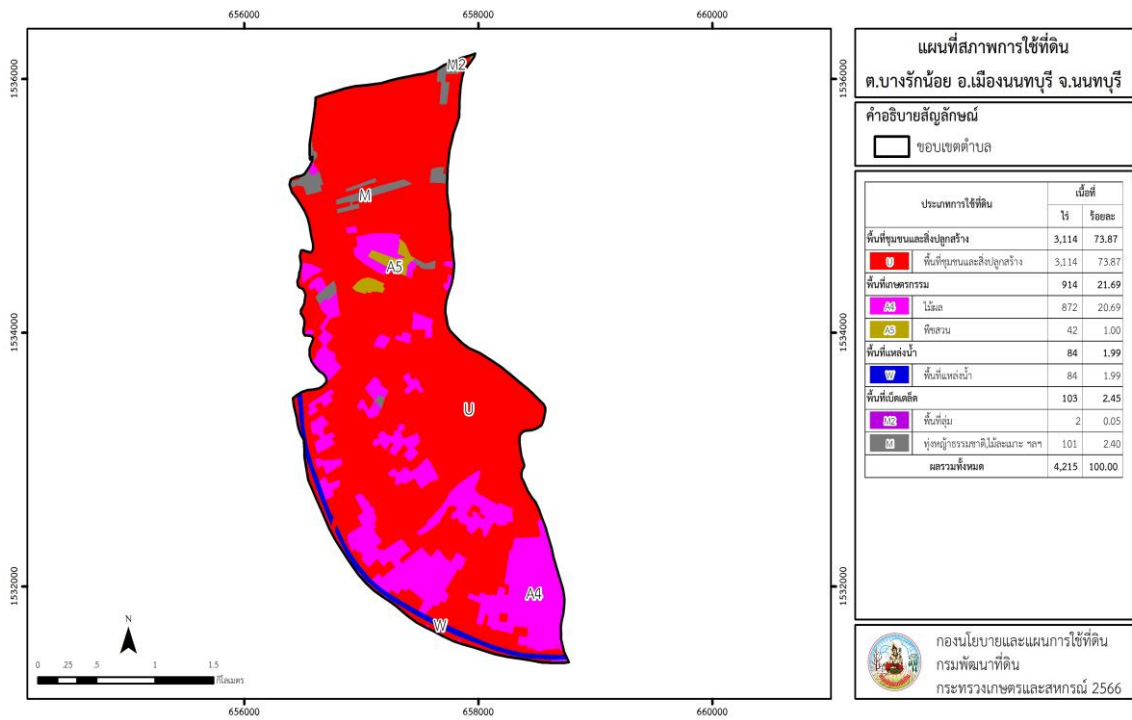 656000 658000 660000
1536000 1536000
1534000 1534000
1532000 1532000
M2
M
A5
U
A4
W
N
0 .25 .5 1 1.5
กิโลเมตร
656000 658000 660000
แผนที่สภาพการใช้ที่ดิน
ต.บางรักน้อย อ.เมืองนนทบุรี จ.นนทบุรี
คำอธิบายสัญลักษณ์
ขอบเขตตำบล
ประเภทการใช้ที่ดิน เนื้อที่
ไร่ ร้อยละ
พื้นที่ชุมชนและสิ่งปลูกสร้าง 3,114 73.87
U พื้นที่ชุมชนและสิ่งปลูกสร้าง 3,114 73.87
พื้นที่เกษตรกรรม 914 21.69
A4 ไม้ผล 872 20.69
A5 พืชสวน 42 1.00
พื้นที่แหล่งน้ำ 84 1.99
W พื้นที่แหล่งน้ำ 84 1.99
พื้นที่เบ็ดเตล็ด 103 2.45
M2 พื้นที่ลุ่ม 2 0.05
M ทุ่งหญ้าธรรมชาติ,ไม้ละเมาะ ฯลฯ 101 2.40
ผลรวมทั้งหมด 4,215 100.00
กองนโยบายและแผนการใช้ที่ดิน
กรมพัฒนาที่ดิน
กระทรวงเกษตรและสหกรณ์ 2566